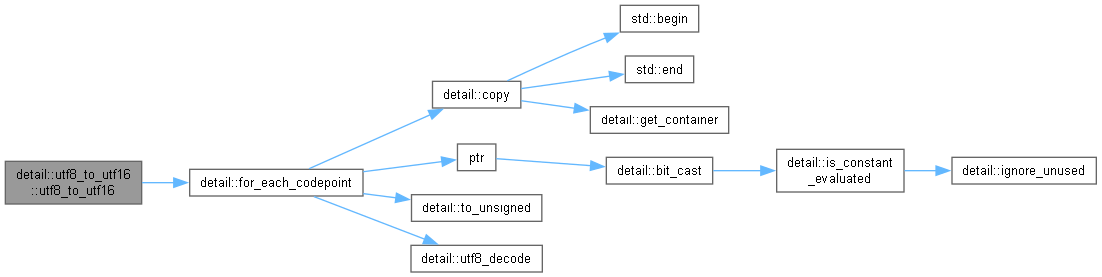 std::begin
std::end
detail::copy
detail::get_container
detail::utf8_to_utf16
::utf8_to_utf16
detail::for_each_codepoint
ptr
detail::bit_cast
detail::is_constant
_evaluated
detail::ignore_unused
detail::to_unsigned
detail::utf8_decode